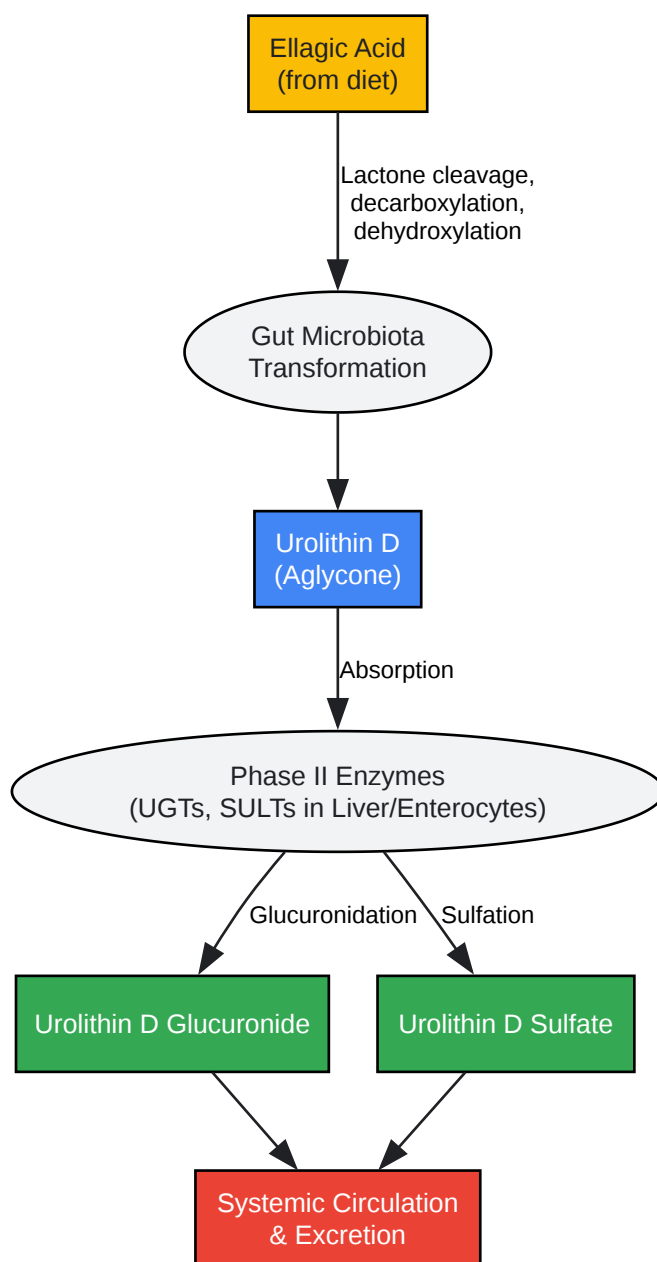 Ellagic Acid
(from diet)
Lactone cleavage,
decarboxylation,
dehydroxylation
Gut Microbiota
Transformation
Urolithin D
(Aglycone)
Absorption
Phase II Enzymes
(UGTs, SULTs in Liver/Enterocytes)
Glucuronidation
Sulfation
Urolithin D Glucuronide
Urolithin D Sulfate
Systemic Circulation
& Excretion